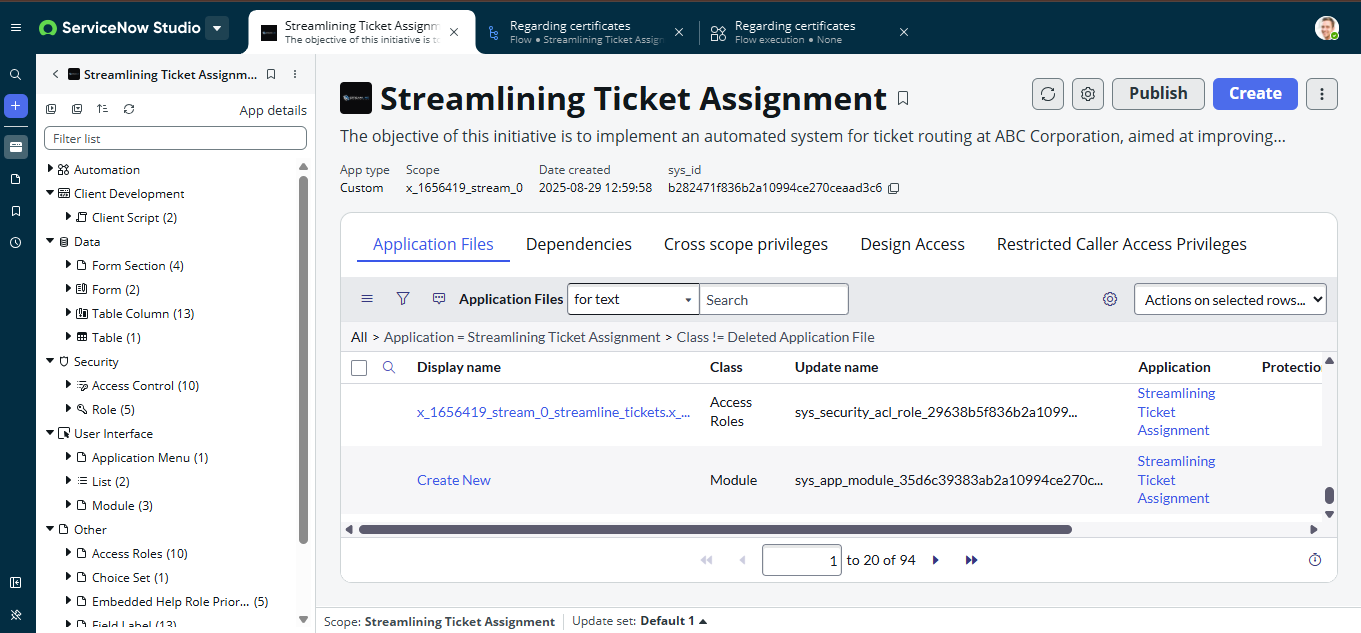 ServiceNow Studio
Streamlining Ticket Assignm
The objective of this initiative is to
Regarding certificates
Flow • Streamlining Ticket Assign
Regarding certificates
Flow execution • None
Streamlining Ticket Assignm...
App details
Filter list
Automation
Client Development
Client Script (2)
Data
Form Section (4)
Form (2)
Table Column (13)
Table (1)
Security
Access Control (10)
Role (5)
User Interface
Application Menu (1)
List (2)
Module (3)
Other
Access Roles (10)
Choice Set (1)
Embedded Help Role Prior... (5)
Field Label (13)
Streamlining Ticket Assignment
Publish
Create
The objective of this initiative is to implement an automated system for ticket routing at ABC Corporation, aimed at improving...
App type Scope Date created sys_id
Custom x_1656419_stream_0 2025-08-29 12:59:58 b282471f836b2a10994ce270ceaad3c6
Application Files Dependencies Cross scope privileges Design Access Restricted Caller Access Privileges
Application Files for text Search Actions on selected rows...
All > Application = Streamlining Ticket Assignment > Class != Deleted Application File
Display name Class Update name Application Protectio
x_1656419_stream_0_streamline_tickets.x_... Access Roles sys_security_acl_role_29638b5f836b2a1099... Streamlining Ticket Assignment
Create New Module sys_app_module_35d6c39383ab2a10994ce270c... Streamlining Ticket Assignment
1 to 20 of 94
Scope: Streamlining Ticket Assignment Update set: Default 1